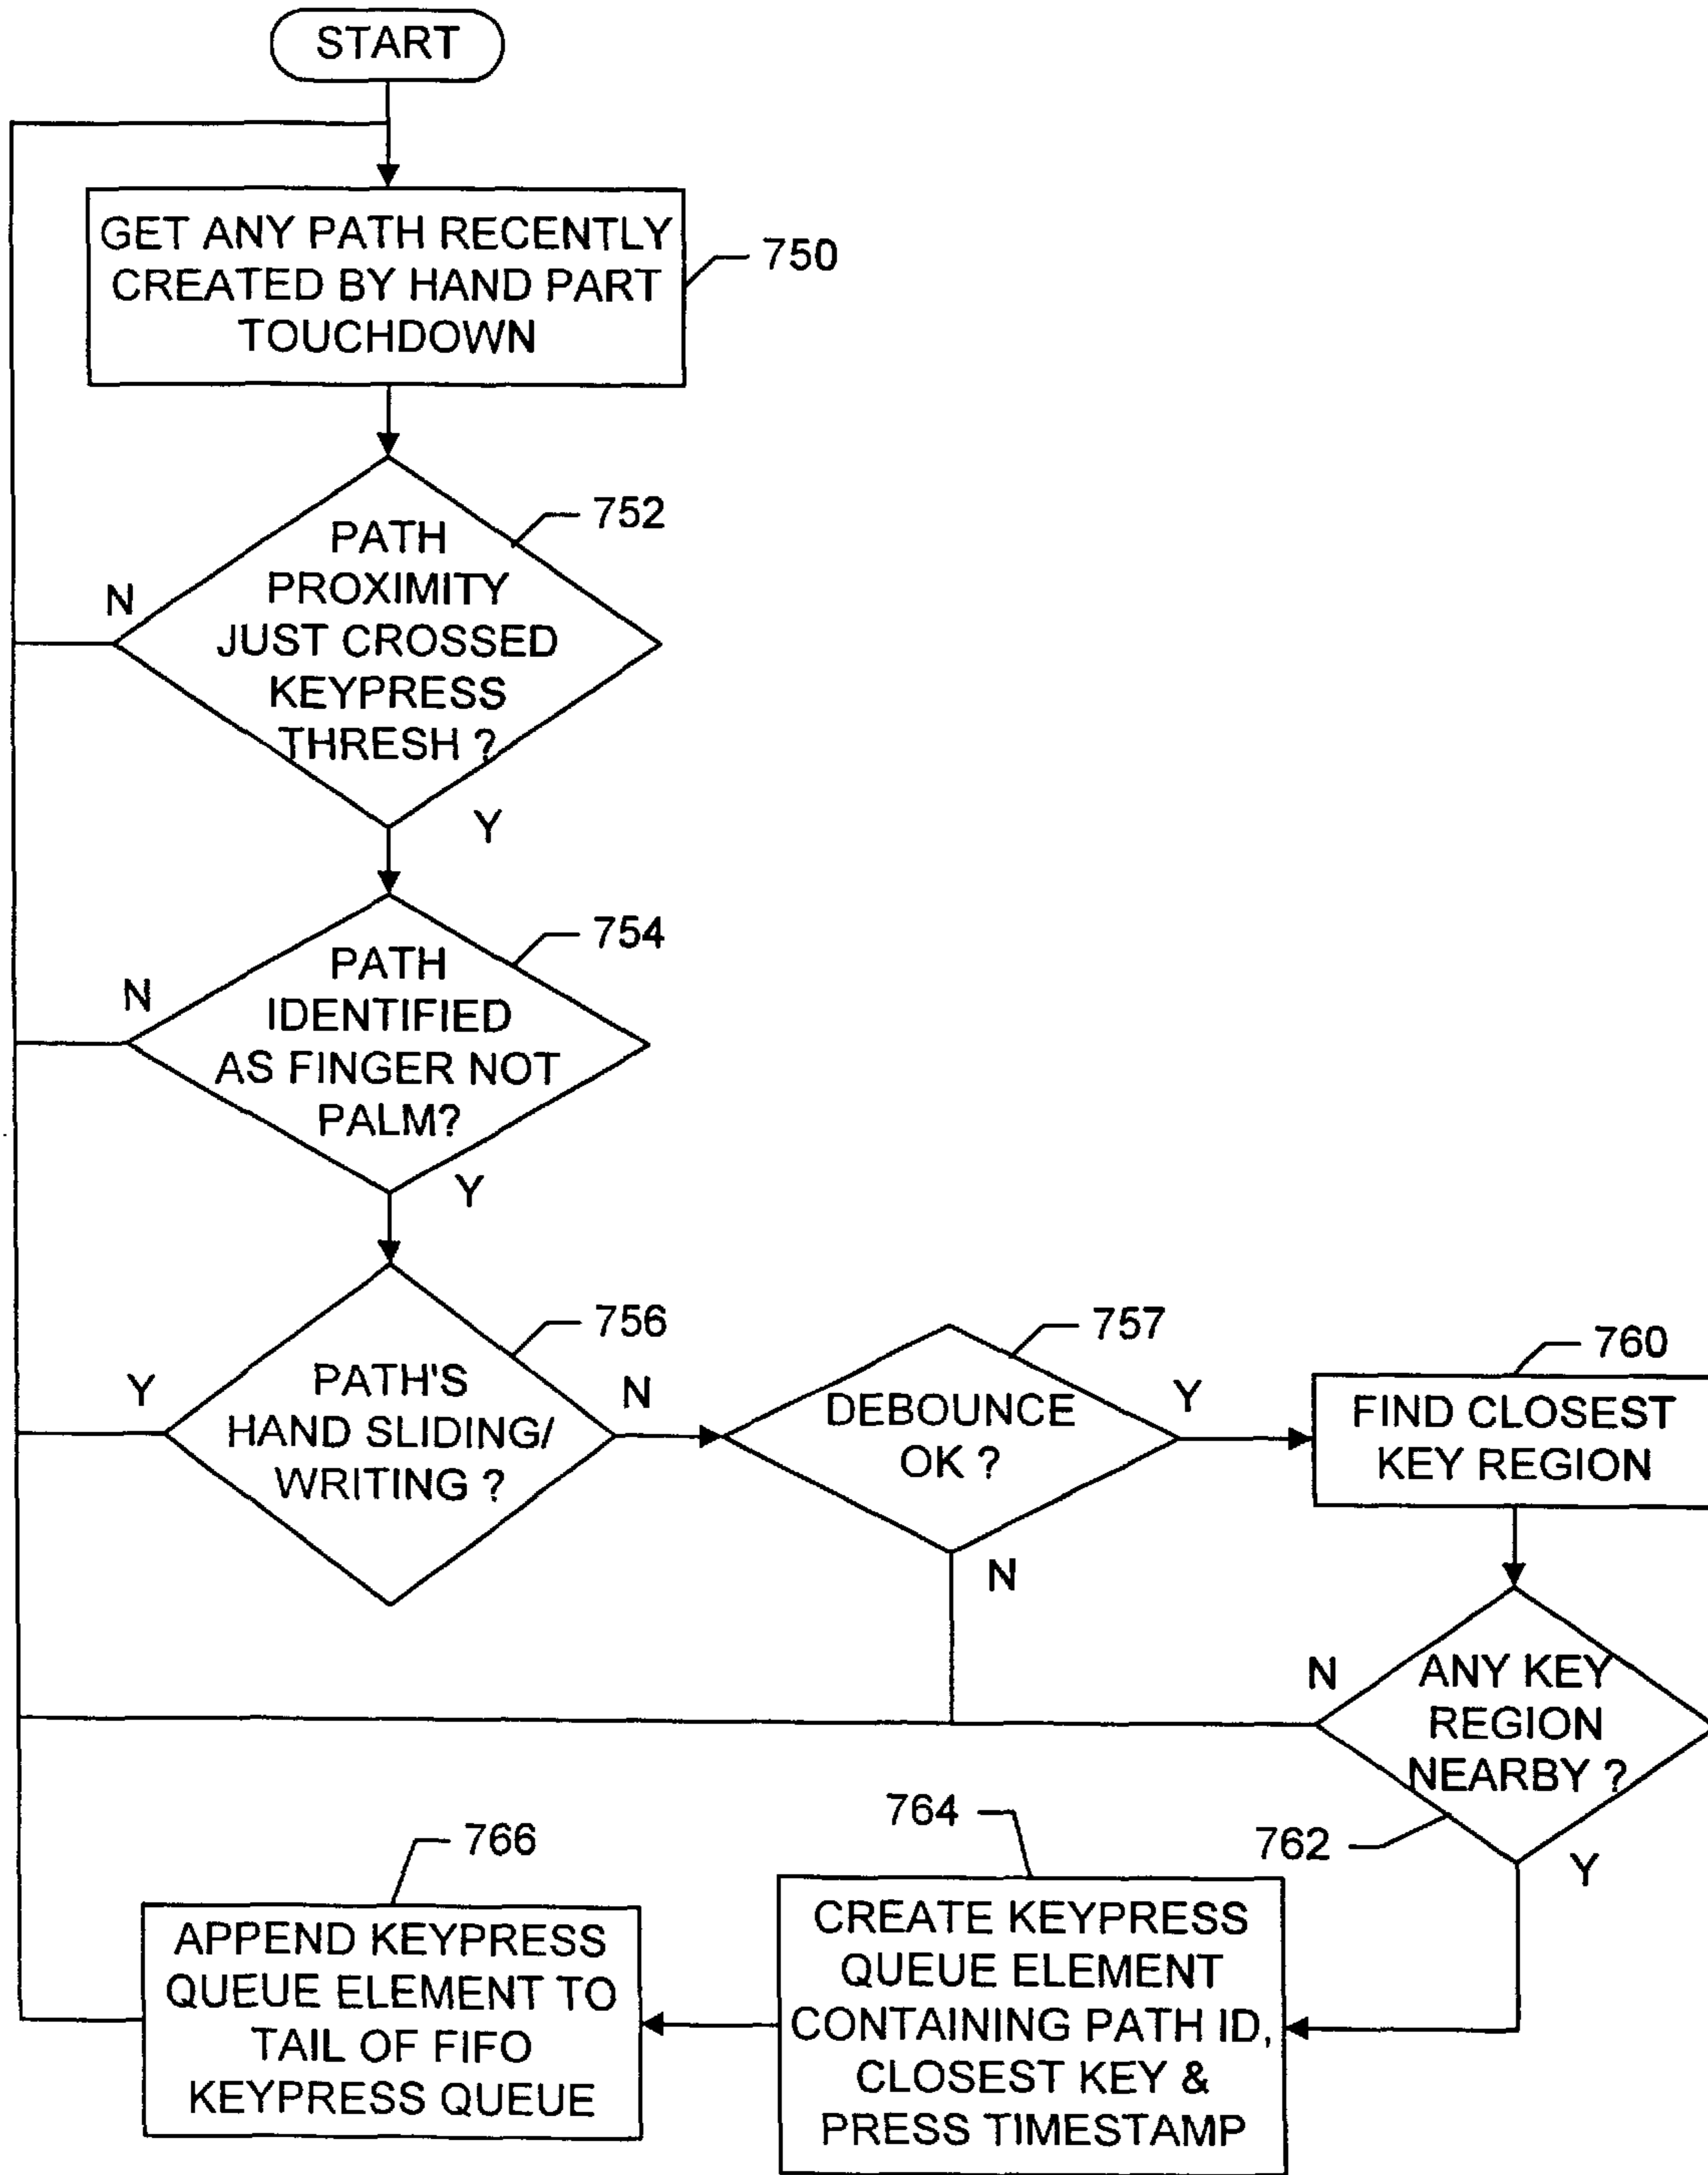 START
GET ANY PATH RECENTLY
CREATED BY HAND PART
TOUCHDOWN
750
752
PATH
PROXIMITY
JUST CROSSED
KEYPRESS
THRESH ?
N
Y
754
PATH
IDENTIFIED
AS FINGER NOT
PALM?
N
Y
756
PATH'S
HAND SLIDING/
WRITING ?
Y
N
757
DEBOUNCE
OK ?
Y
N
760
FIND CLOSEST
KEY REGION
ANY KEY
REGION
NEARBY ?
N
762
Y
764
CREATE KEYPRESS
QUEUE ELEMENT
CONTAINING PATH ID,
CLOSEST KEY &
PRESS TIMESTAMP
766
APPEND KEYPRESS
QUEUE ELEMENT TO
TAIL OF FIFO
KEYPRESS QUEUE